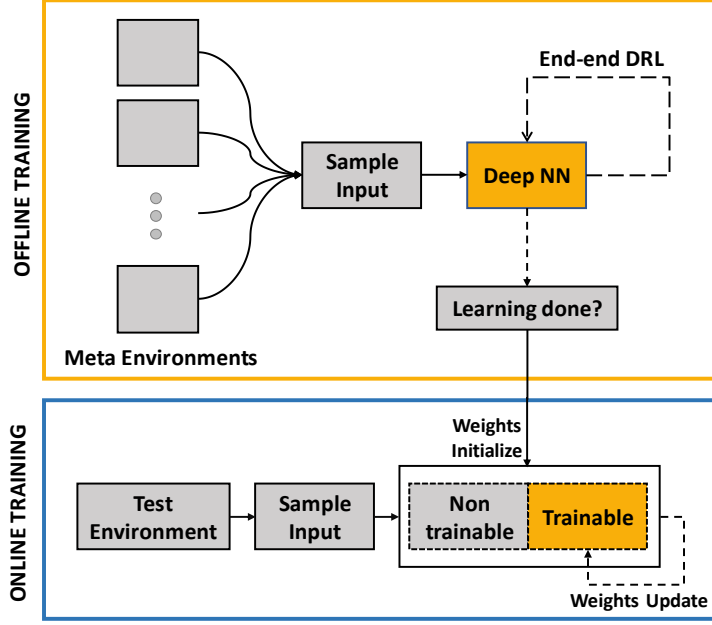 OFFLINE TRAINING
End-end DRL
Sample
Input
Deep NN
Learning done?
Meta Environments
ONLINE TRAINING
Weights
Initialize
Test
Environment
Sample
Input
Non
trainable
Trainable
Weights Update